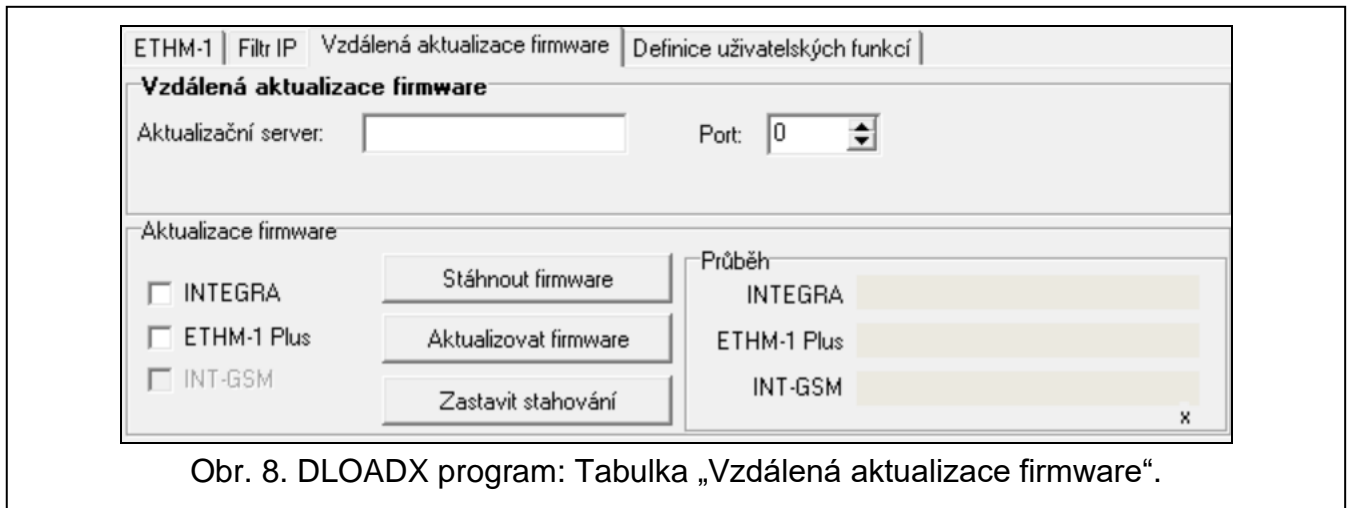 ETHM-1 Filtr IP Vzdálená aktualizace firmware Definice uživatelských funkcí
Vzdálená aktualizace firmware
Aktualizační server: Port: 0
Aktualizace firmware
INTEGRA
ETHM-1 Plus
INT-GSM
Stáhnout firmware
Aktualizovat firmware
Zastavit stahování
Průběh
INTEGRA
ETHM-1 Plus
INT-GSM
x
Obr. 8. DLOADX program: Tabulka „Vzdálená aktualizace firmware“.